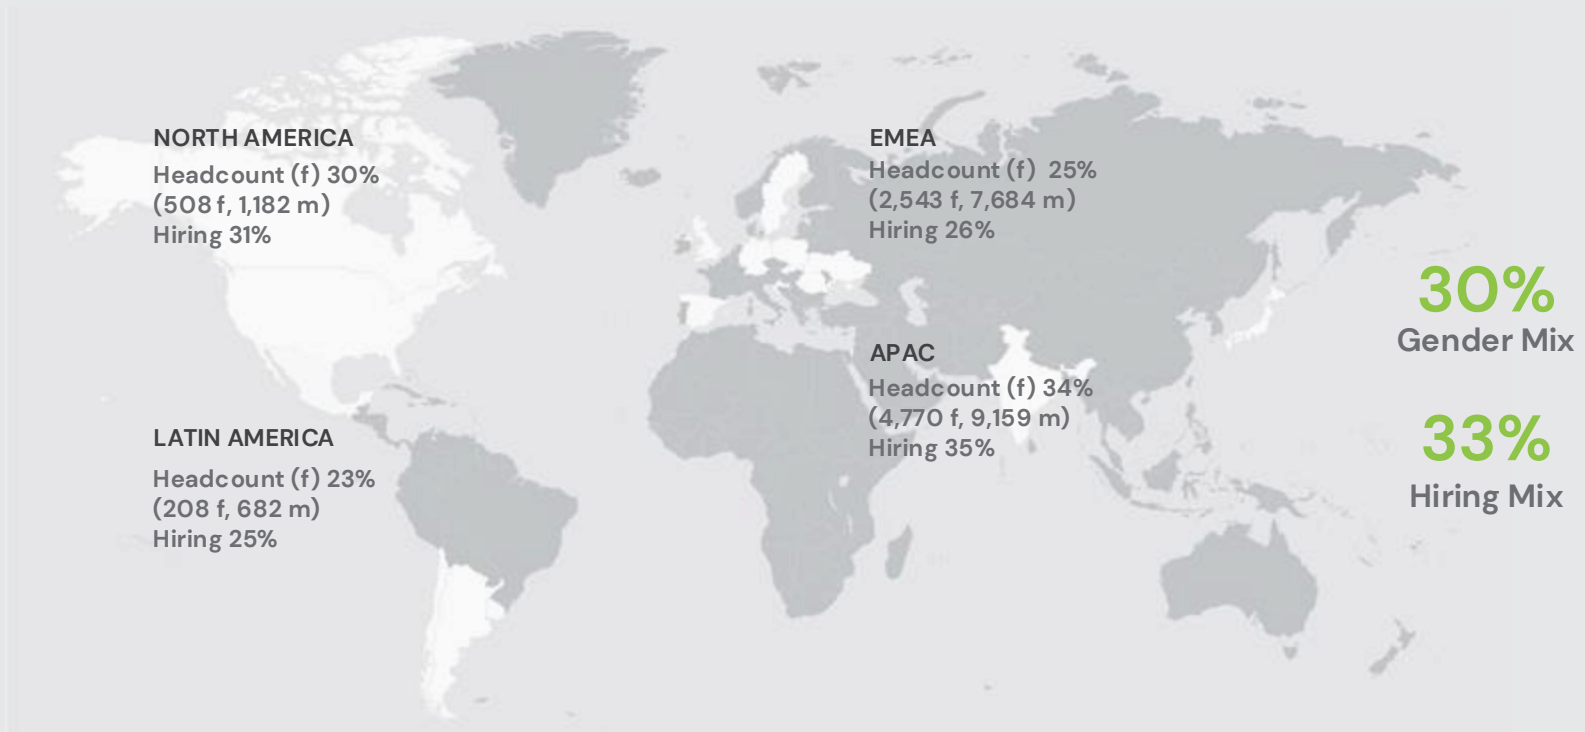 NORTH AMERICA
Headcount (f) 30%
(508 f, 1,182 m)
Hiring 31%
LATIN AMERICA
Headcount (f) 23%
(208 f, 682 m)
Hiring 25%
EMEA
Headcount (f) 25%
(2,543 f, 7,684 m)
Hiring 26%
APAC
Headcount (f) 34%
(4,770 f, 9,159 m)
Hiring 35%
30%
Gender Mix
33%
Hiring Mix